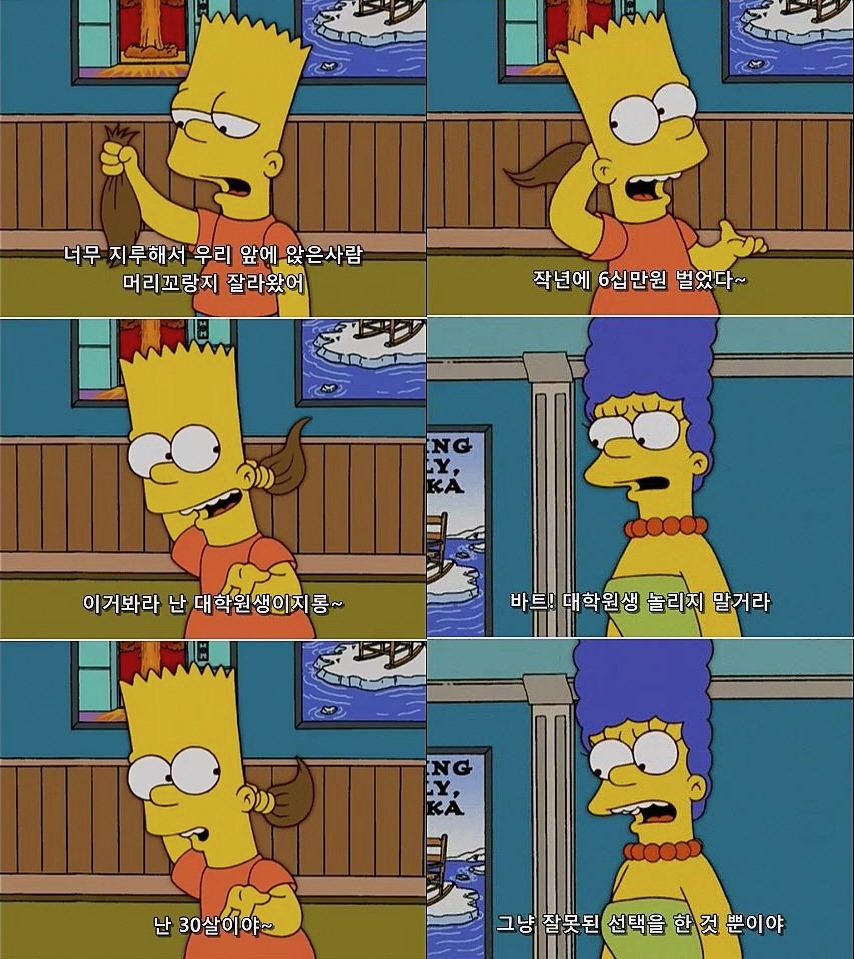 너무 지루해서 우리 앞에 앉은사람
머리꼬랑지 잘라왔어
작년에 6십만원 벌었다~
이거봐라 난 대학원생이지롱~
ING
LY,
KA
바트! 대학원생 놀리지 말거라
난 30살이야~
ING
LY,
KA
그냥 잘못된 선택을 한 것 뿐이야